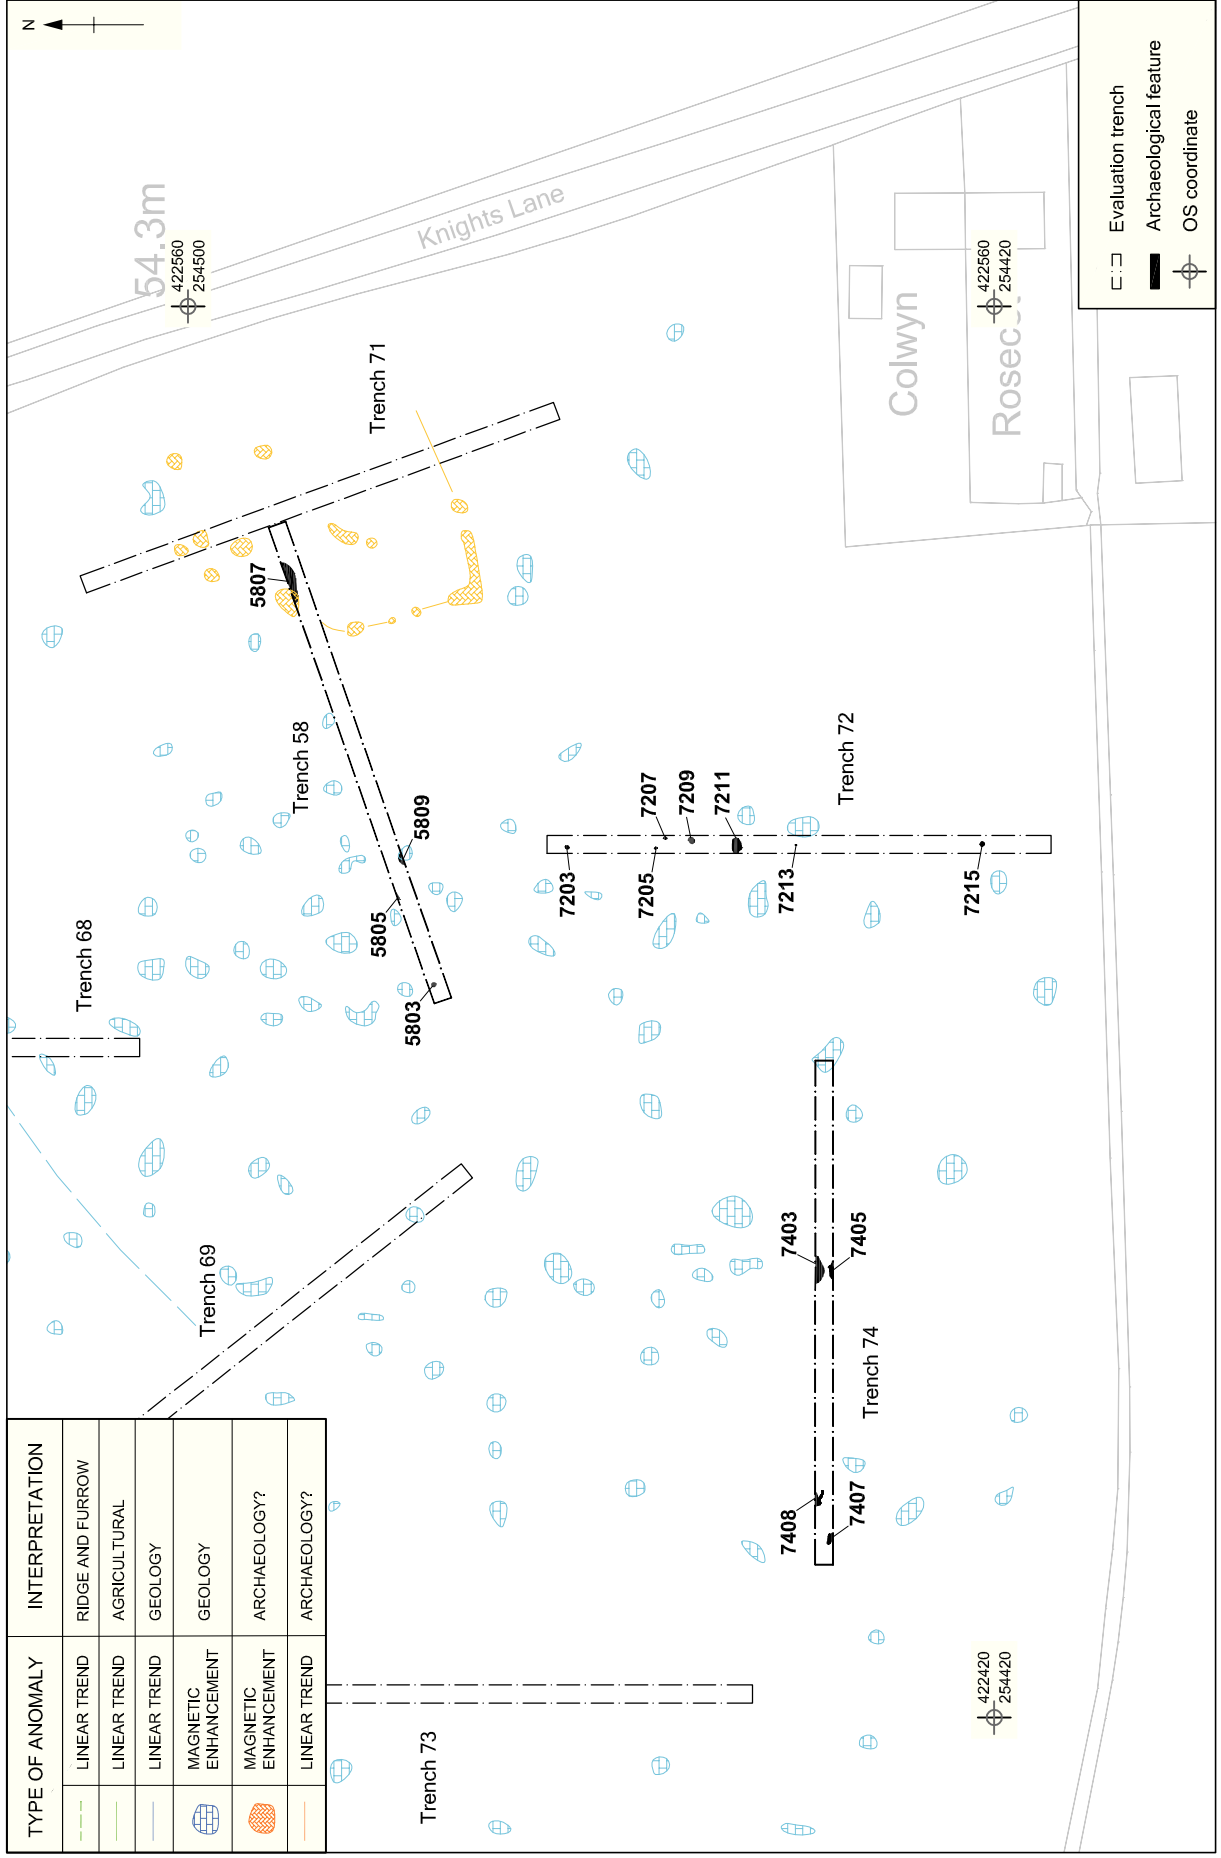 TYPE OF ANOMALY
INTERPRETATION
LINEAR TREND
RIDGE AND FURROW
LINEAR TREND
AGRICULTURAL
LINEAR TREND
GEOLOGY
MAGNETIC
ENHANCEMENT
GEOLOGY
MAGNETIC
ENHANCEMENT
ARCHAEOLOGY?
LINEAR TREND
ARCHAEOLOGY?
N
54.3m
422560
254500
Knights Lane
Trench 68
Trench 69
Trench 71
Trench 58
5807
5809
5805
5803
Trench 73
Trench 72
7203
7205
7207
7209
7211
7213
7215
7403
7405
7408
7407
Trench 74
Colwyn
Rosec
422560
254420
422420
254420
Evaluation trench
Archaeological feature
OS coordinate